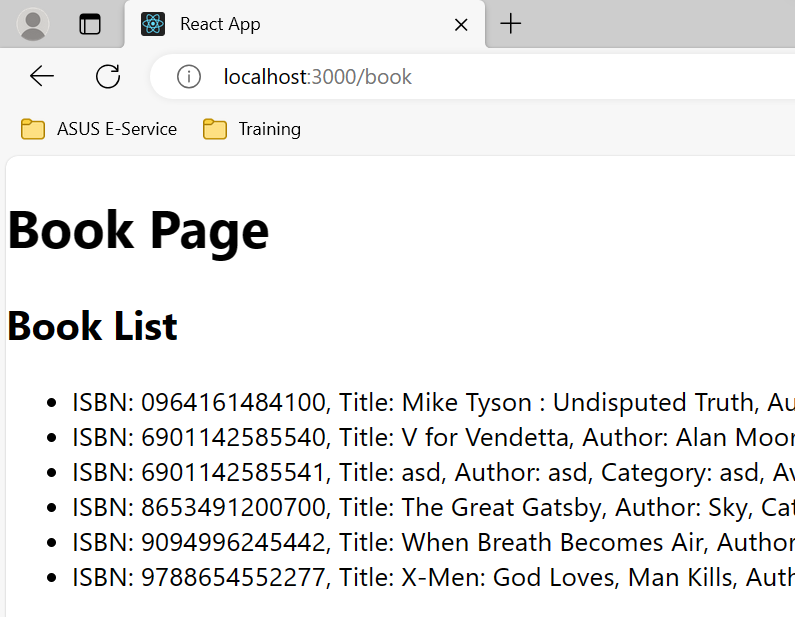 React App
localhost:3000/book
ASUS E-Service Training
Book Page
Book List
ISBN: 0964161484100, Title: Mike Tyson : Undisputed Truth, Au
ISBN: 6901142585540, Title: V for Vendetta, Author: Alan Moor
ISBN: 6901142585541, Title: asd, Author: asd, Category: asd, Av
ISBN: 8653491200700, Title: The Great Gatsby, Author: Sky, Cat
ISBN: 9094996245442, Title: When Breath Becomes Air, Author
ISBN: 9788654552277, Title: X-Men: God Loves, Man Kills, Auth